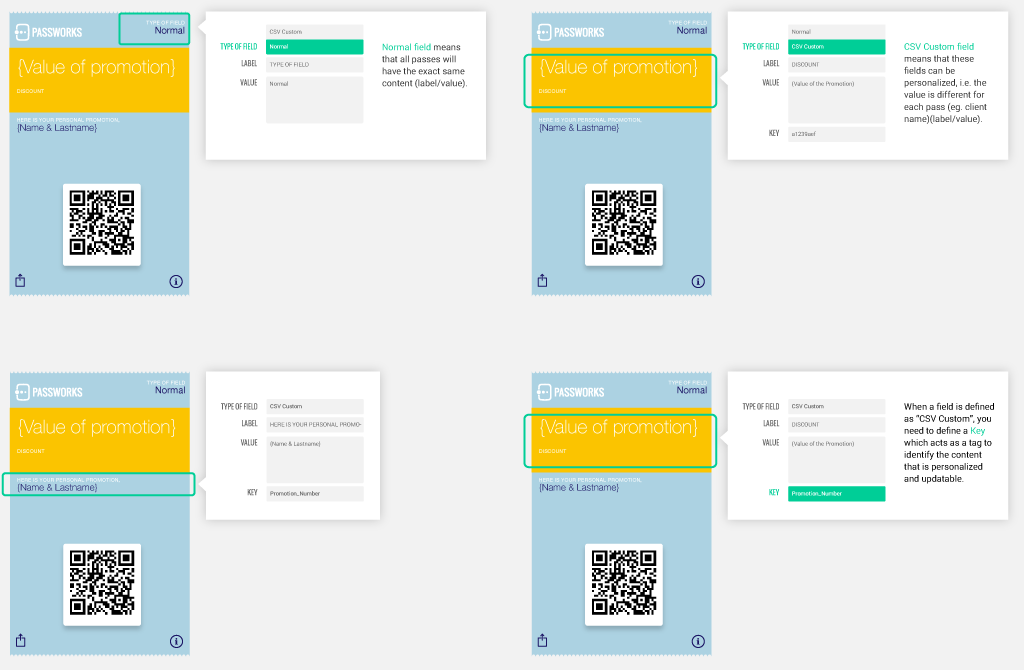 PASSWORKS
TYPE OF FIELD
Normal
{Value of promotion}
DISCOUNT
HERE IS YOUR PERSONAL PROMOTION,
{Name & Lastname}
CSV Custom
TYPE OF FIELD
Normal
LABEL
TYPE OF FIELD
VALUE
Normal
Normal field means
that all passes will
have the exact same
content (label/value).
PASSWORKS
TYPE OF FIELD
Normal
{Value of promotion}
DISCOUNT
HERE IS YOUR PERSONAL PROMOTION,
{Name & Lastname}
Normal
TYPE OF FIELD
CSV Custom
LABEL
DISCOUNT
VALUE
{Value of the Promotion}
KEY
a1239aef
CSV Custom field
means that these
fields can be
personalized, i.e. the
value is different for
each pass (eg. client
name)(label/value).
PASSWORKS
TYPE OF FIELD
Normal
{Value of promotion}
DISCOUNT
HERE IS YOUR PERSONAL PROMOTION,
{Name & Lastname}
TYPE OF FIELD
CSV Custom
LABEL
HERE IS YOUR PERSONAL PROMO-
VALUE
{Name & Lastname}
KEY
Promotion_Number
PASSWORKS
TYPE OF FIELD
Normal
{Value of promotion}
DISCOUNT
HERE IS YOUR PERSONAL PROMOTION,
{Name & Lastname}
TYPE OF FIELD
CSV Custom
LABEL
DISCOUNT
VALUE
{Value of the Promotion}
KEY
Promotion_Number
When a field is defined
as “CSV Custom”, you
need to define a Key
which acts as a tag to
identify the content
that is personalized
and updatable.